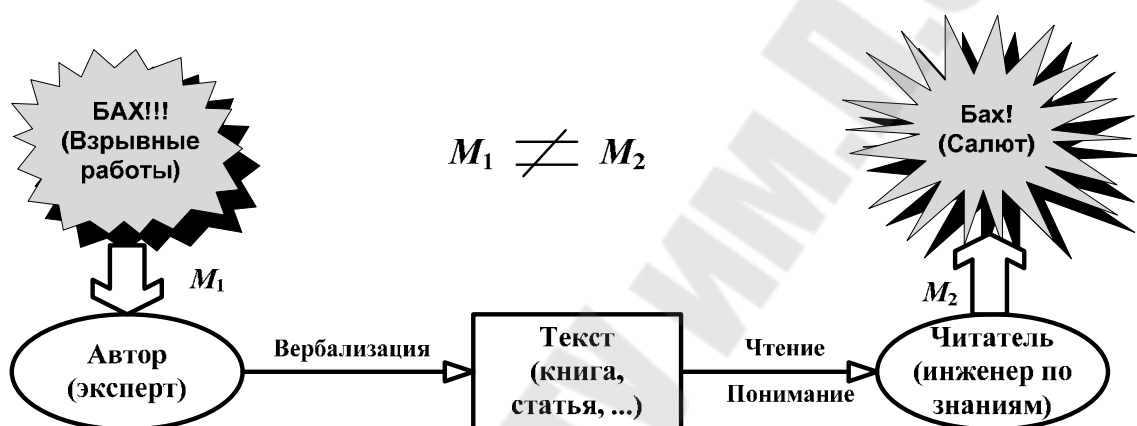 БАХ!!!
(Взрывные
работы)
M₁ ≠ M₂
Бах!
(Салют)
M₁
M₂
Автор
(эксперт)
Вербализация
Текст
(книга,
статья, ...)
Чтение
Понимание
Читатель
(инженер по
знаниям)